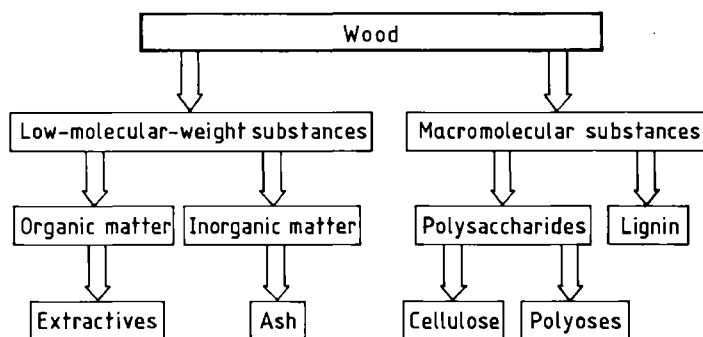 Wood
Low-molecular-weight substances
Macromolecular substances
Organic matter
Inorganic matter
Polysaccharides
Lignin
Extractives
Ash
Cellulose
Polyoses